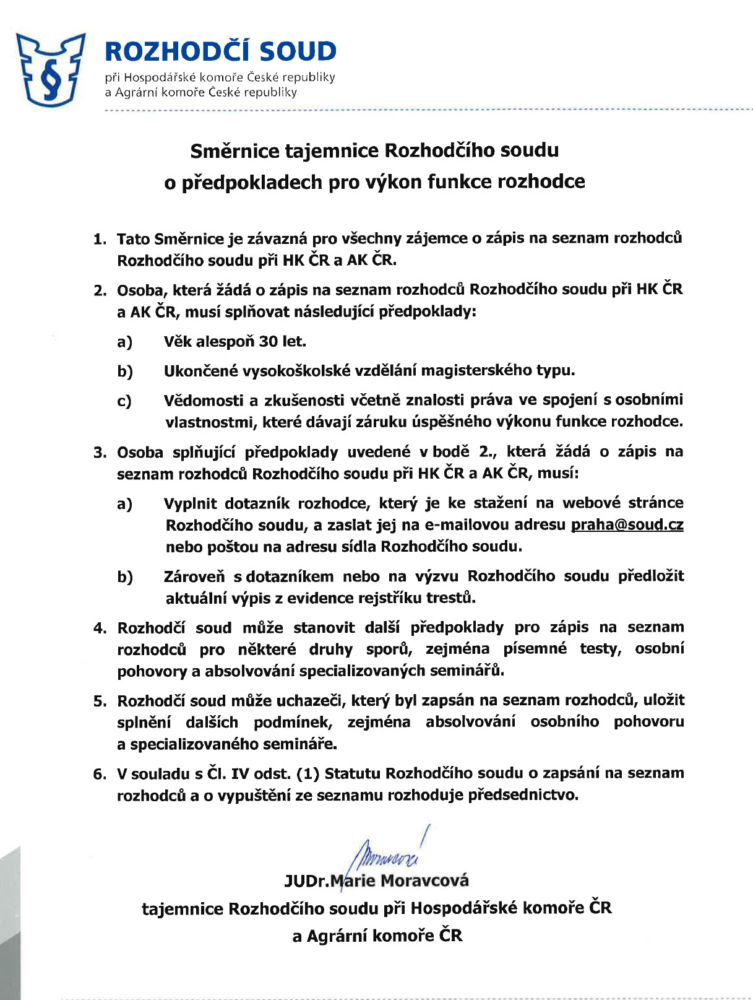 ROZHODČÍ SOUD
při Hospodářské komoře České republiky
a Agrární komoře České republiky
Směrnice tajemnice Rozhodčího soudu
o předpokladech pro výkon funkce rozhodce
1. Tato Směrnice je závazná pro všechny zájemce o zápis na seznam rozhodců
Rozhodčího soudu při HK ČR a AK ČR.
2. Osoba, která žádá o zápis na seznam rozhodců Rozhodčího soudu při HK ČR
a AK ČR, musí splňovat následující předpoklady:
a) Věk alespoň 30 let.
b) Ukončené vysokoškolské vzdělání magisterského typu.
c) Vědomosti a zkušenosti včetně znalosti práva ve spojení s osobními
vlastnostmi, které dávají záruku úspěšného výkonu funkce rozhodce.
3. Osoba splňující předpoklady uvedené v bodě 2., která žádá o zápis na
seznam rozhodců Rozhodčího soudu při HK ČR a AK ČR, musí:
a) Vyplnit dotazník rozhodce, který je ke stažení na webové stránce
Rozhodčího soudu, a zaslat jej na e-mailovou adresu praha@soud.cz
nebo poštou na adresu sídla Rozhodčího soudu.
b) Zároveň s dotazníkem nebo na výzvu Rozhodčího soudu předložit
aktuální výpis z evidence rejstříku trestů.
4. Rozhodčí soud může stanovit další předpoklady pro zápis na seznam
rozhodců pro některé druhy sporů, zejména písemné testy, osobní
pohovory a absolvování specializovaných seminářů.
5. Rozhodčí soud může uchazeči, který byl zapsán na seznam rozhodců, uložit
splnění dalších podmínek, zejména absolvování osobního pohovoru
a specializovaného semináře.
6. V souladu s Čl. IV odst. (1) Statutu Rozhodčího soudu o zapsání na seznam
rozhodců a o vypuštění ze seznamu rozhoduje předsednictvo.
Moravcová
JUDr.Marie Moravcová
tajemnice Rozhodčího soudu při Hospodářské komoře ČR
a Agrární komoře ČR